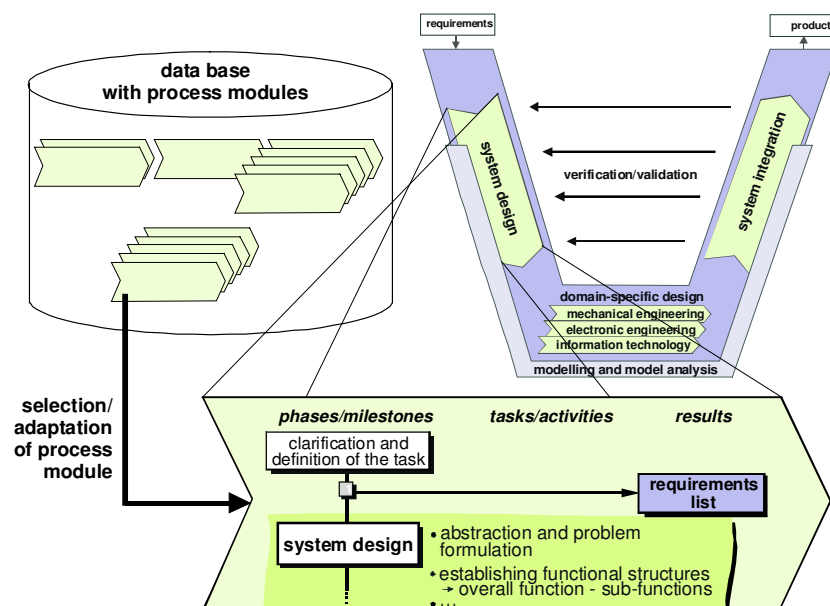 requirements
product
data base
with process modules
system design
verification/validation
system integration
domain-specific design
mechanical engineering
electronic engineering
information technology
modelling and model analysis
selection/
adaptation
of process
module
phases/milestones
tasks/activities
results
clarification and
definition of the task
requirements
list
system design
• abstraction and problem
formulation
• establishing functional structures
→ overall function - sub-functions
• ...